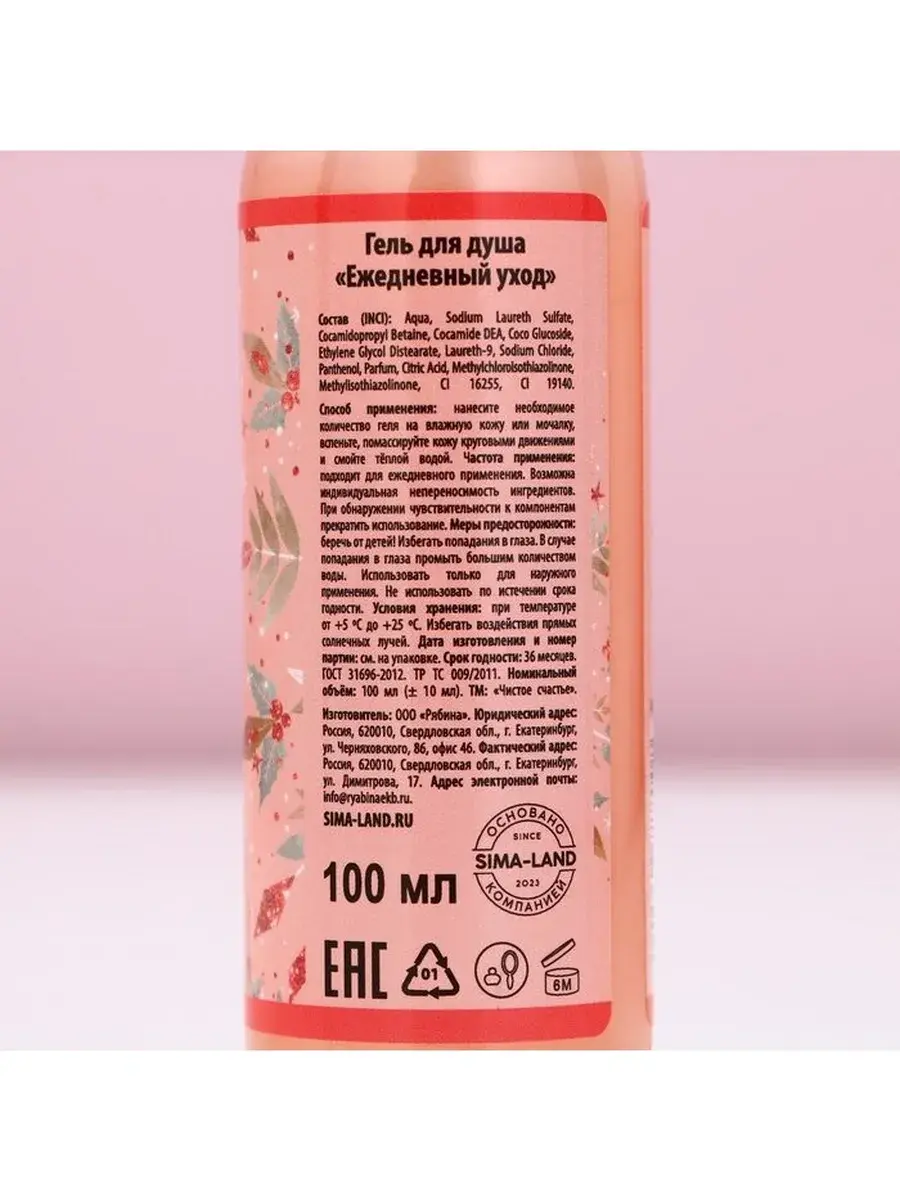 Гель для душа
«Ежедневный уход»
Состав (INCI): Aqua, Sodium Laureth Sulfate,
Cocamidopropyl Betaine, Cocamide DEA, Coco Glucoside,
Ethylene Glycol Distearate, Laureth-9, Sodium Chloride,
Panthenol, Parfum, Citric Acid, Methylchloroisothiazolinone,
Methylisothiazolinone, CI 16255, CI 19140.
Способ применения: нанесите необходимое
количество геля на влажную кожу или мочалку,
вспеньте, помассируйте кожу круговыми движениями
и смойте тёплой водой. Частота применения:
подходит для ежедневного применения. Возможна
индивидуальная непереносимость ингредиентов.
При обнаружении чувствительности к компонентам
прекратить использование. Меры предосторожности:
беречь от детей! Избегать попадания в глаза. В случае
попадания в глаза промыть большим количеством
воды. Использовать только для наружного
применения. Не использовать по истечении срока
годности. Условия хранения: при температуре
от +5 °С до +25 °С. Избегать воздействия прямых
солнечных лучей. Дата изготовления и номер
партии: см. на упаковке. Срок годности: 36 месяцев.
ГОСТ 31696-2012. ТР ТС 009/2011. Номинальный
объём: 100 мл (± 10 мл). ТМ: «Чистое счастье».
Изготовитель: ООО «Рябина». Юридический адрес:
Россия, 620010, Свердловская обл., г. Екатеринбург,
ул. Черняховского, 86, офис 46. Фактический адрес:
Россия, 620010, Свердловская обл., г. Екатеринбург,
ул. Димитрова, 17. Адрес электронной почты:
info@ryabinaekb.ru.
SIMA-LAND.RU
ОСНОВАНО
SINCE
SIMA-LAND
2023
КОМПАНИЕЙ
100 мл
EAC
01
6M